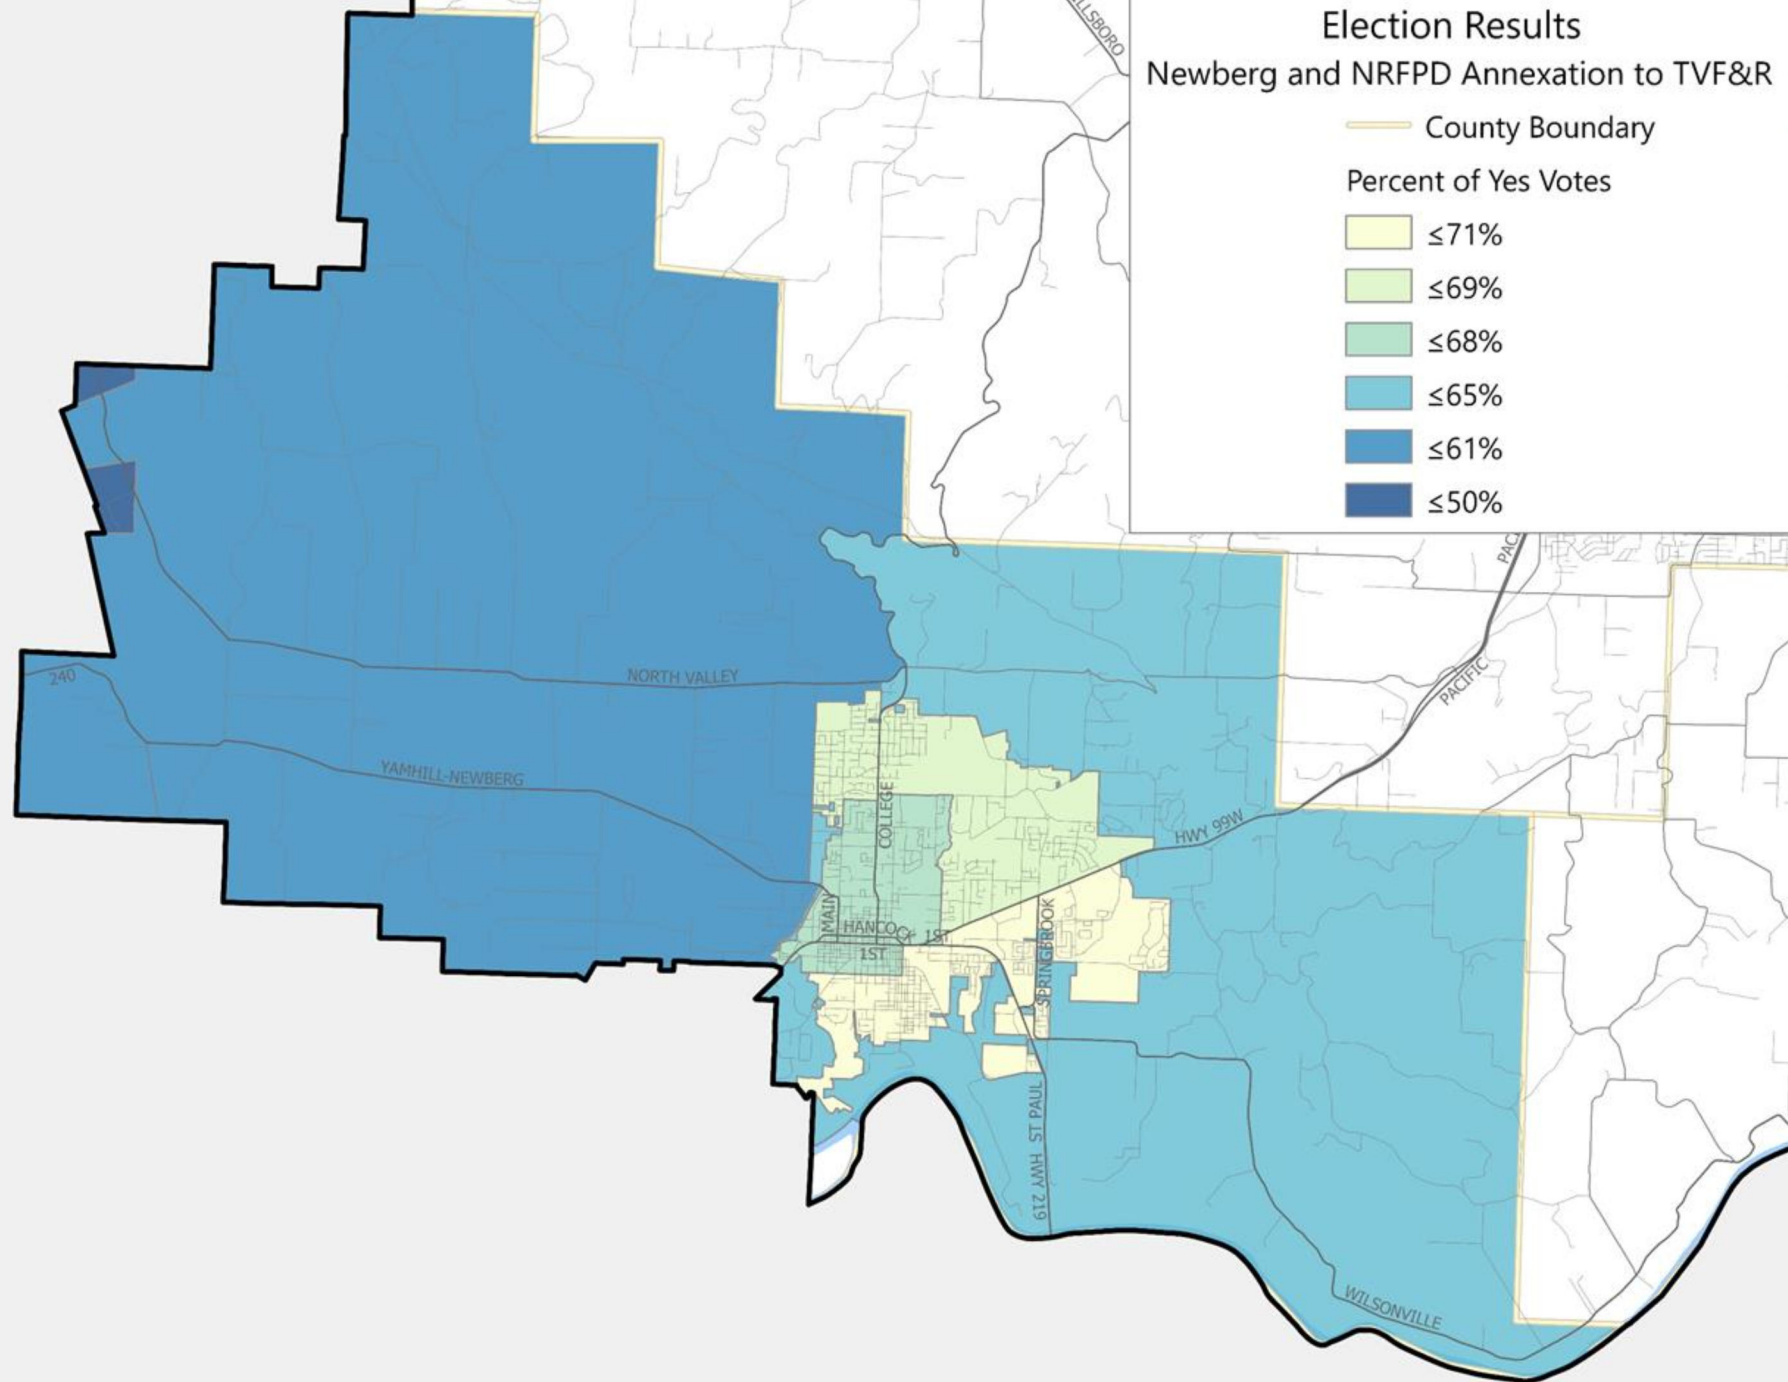 Election Results
Newberg and NRFPD Annexation to TVF&R
County Boundary
Percent of Yes Votes
≤71%
≤69%
≤68%
≤65%
≤61%
≤50%
PACIFIC
240
NORTH VALLEY
YAMHILL-NEWBERG
COLLEGE
HWY 99W
MAIN
HANCO
1ST
1ST
SPRINGBROOK
HWY 219
ST PAUL
WILSONVILLE